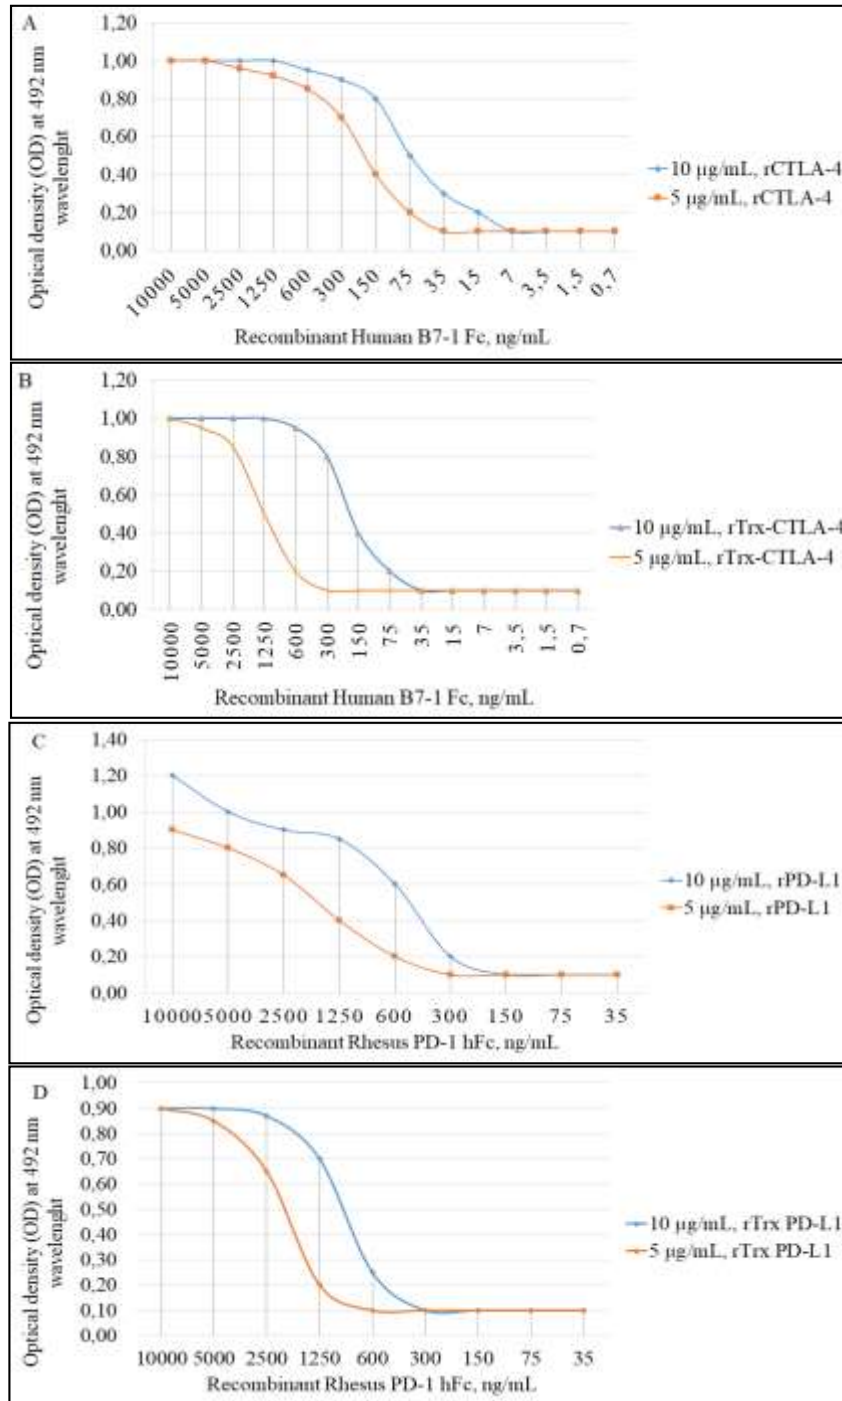 A
1,20
1,00
0,80
0,60
0,40
0,20
0,00
Optical density (OD) at 492 nm
wavelenght
10000 5000 2500 1250 600 300 150 75 35 15 7 3,5 1,5 0,7
Recombinant Human B7-1 Fc, ng/mL
10 µg/mL, rCTLA-4
5 µg/mL, rCTLA-4
B
1,20
1,00
0,80
0,60
0,40
0,20
0,00
Optical density (OD) at 492 nm
wavelenght
10000 5000 2500 1250 600 300 150 75 35 15 7 3,5 1,5 0,7
Recombinant Human B7-1 Fc, ng/mL
10 µg/mL, rTrx-CTLA-4
5 µg/mL, rTrx-CTLA-4
C
1,40
1,20
1,00
0,80
0,60
0,40
0,20
0,00
Optical density (OD) at 492 nm
wavelenght
10000 5000 2500 1250 600 300 150 75 35
Recombinant Rhesus PD-1 hFc, ng/mL
10 µg/mL, rPD-L1
5 µg/mL, rPD-L1
D
1,00
0,90
0,80
0,70
0,60
0,50
0,40
0,30
0,20
0,10
0,00
Optical density (OD) at 492 nm
wavelenght
10000 5000 2500 1250 600 300 150 75 35
Recombinant Rhesus PD-1 hFc, ng/mL
10 µg/mL, rTrx PD-L1
5 µg/mL, rTrx PD-L1